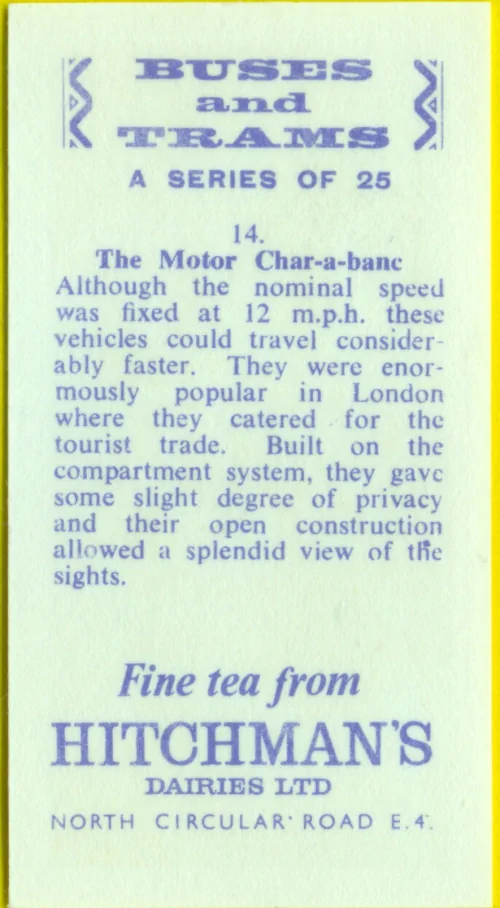 BUSES
and
TRAMS
A SERIES OF 25
14.
The Motor Char-a-banc
Although the nominal speed
was fixed at 12 m.p.h. these
vehicles could travel consider-
ably faster. They were enor-
mously popular in London
where they catered for the
tourist trade. Built on the
compartment system, they gave
some slight degree of privacy
and their open construction
allowed a splendid view of the
sights.
Fine tea from
HITCHMAN'S
DAIRIES LTD
NORTH CIRCULAR ROAD E.4.